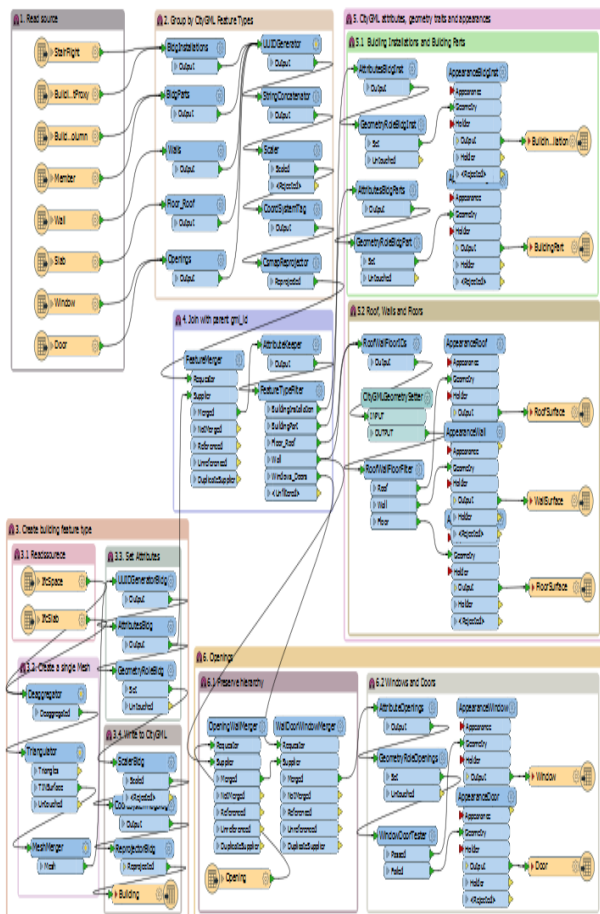 1. Read source
StairFlight
Buildi...tProxy
Buildi...olumn
Member
Wall
Slab
Window
Door
2. Group by CityGML Feature Types
BldgInstallations
Output
BldgParts
Output
Walls
Output
Floor_Roof
Output
Openings
Output
UUIDGenerator
Output
StringConcatenator
Output
Scaler
Scaled
<Rejected>
CoordSystemTag
Output
CsmapReprojector
Reprojected
4. Join with parent gml_id
FeatureMerger
Requestor
Supplier
Merged
NotMerged
Referenced
Unreferenced
DuplicateSupplier
AttributeKeeper
Output
FeatureTypeFilter
BuildingInstallation
BuildingPart
Floor_Roof
Wall
Windows_Doors
<Unfiltered>
5. CityGML attributes, geometry traits and appearances
5.1 Building Installations and Building Parts
AttributesBldgInst
Output
GeometryRoleBldgInst
Set
Untouched
AttributesBldgParts
Output
GeometryRoleBldgPart
Set
Untouched
AppearanceBldgInst
Appearance
Geometry
Holder
Output
Holder
<Rejected>
Appearance
Geometry
Holder
Output
Holder
<Rejected>
Buildin...llation
BuildingPart
5.2 Roof, Walls and Floors
RoofWallFloorIDs
Output
CityGMLGeometrySetter
INPUT
OUTPUT
RoofWallFloorFilter
Roof
Wall
Floor
AppearanceRoof
Appearance
Geometry
Holder
Output
AppearanceWall
Appearance
Geometry
Holder
Output
Holder
<Rejected>
Geometry
Holder
Output
Holder
<Rejected>
RoofSurface
WallSurface
FloorSurface
3. Create building feature type
3.1 Readssource
IfcSpace
IfcSlab
3.2. Create a single Mesh
Deaggregator
Deaggregated
Triangulator
Triangles
TINSurface
Untouched
MeshMerger
Mesh
3.3. Set Attributes
UUIDGeneratorBldg
Output
AttributesBldg
Output
GeometryRoleBldg
Set
Untouched
3.4. Write to CityGML
ScalerBldg
Scaled
<Rejected>
Output
ReprojectorBldg
Reprojected
Building
6. Openings
6.1 Preserve hierarchy
OpeningWallMerger
Requestor
Supplier
Merged
NotMerged
Referenced
Unreferenced
DuplicateSupplier
WallDoorWindowMerger
Requestor
Supplier
Merged
NotMerged
Referenced
Unreferenced
DuplicateSupplier
Opening
6.2 Windows and Doors
AttributeOpenings
Output
GeometryRoleOpenings
Set
Untouched
WindowDoorTester
Passed
Failed
AppearanceWindow
Appearance
Geometry
Holder
Output
AppearanceDoor
Appearance
Geometry
Holder
Output
Holder
<Rejected>
Window
Door